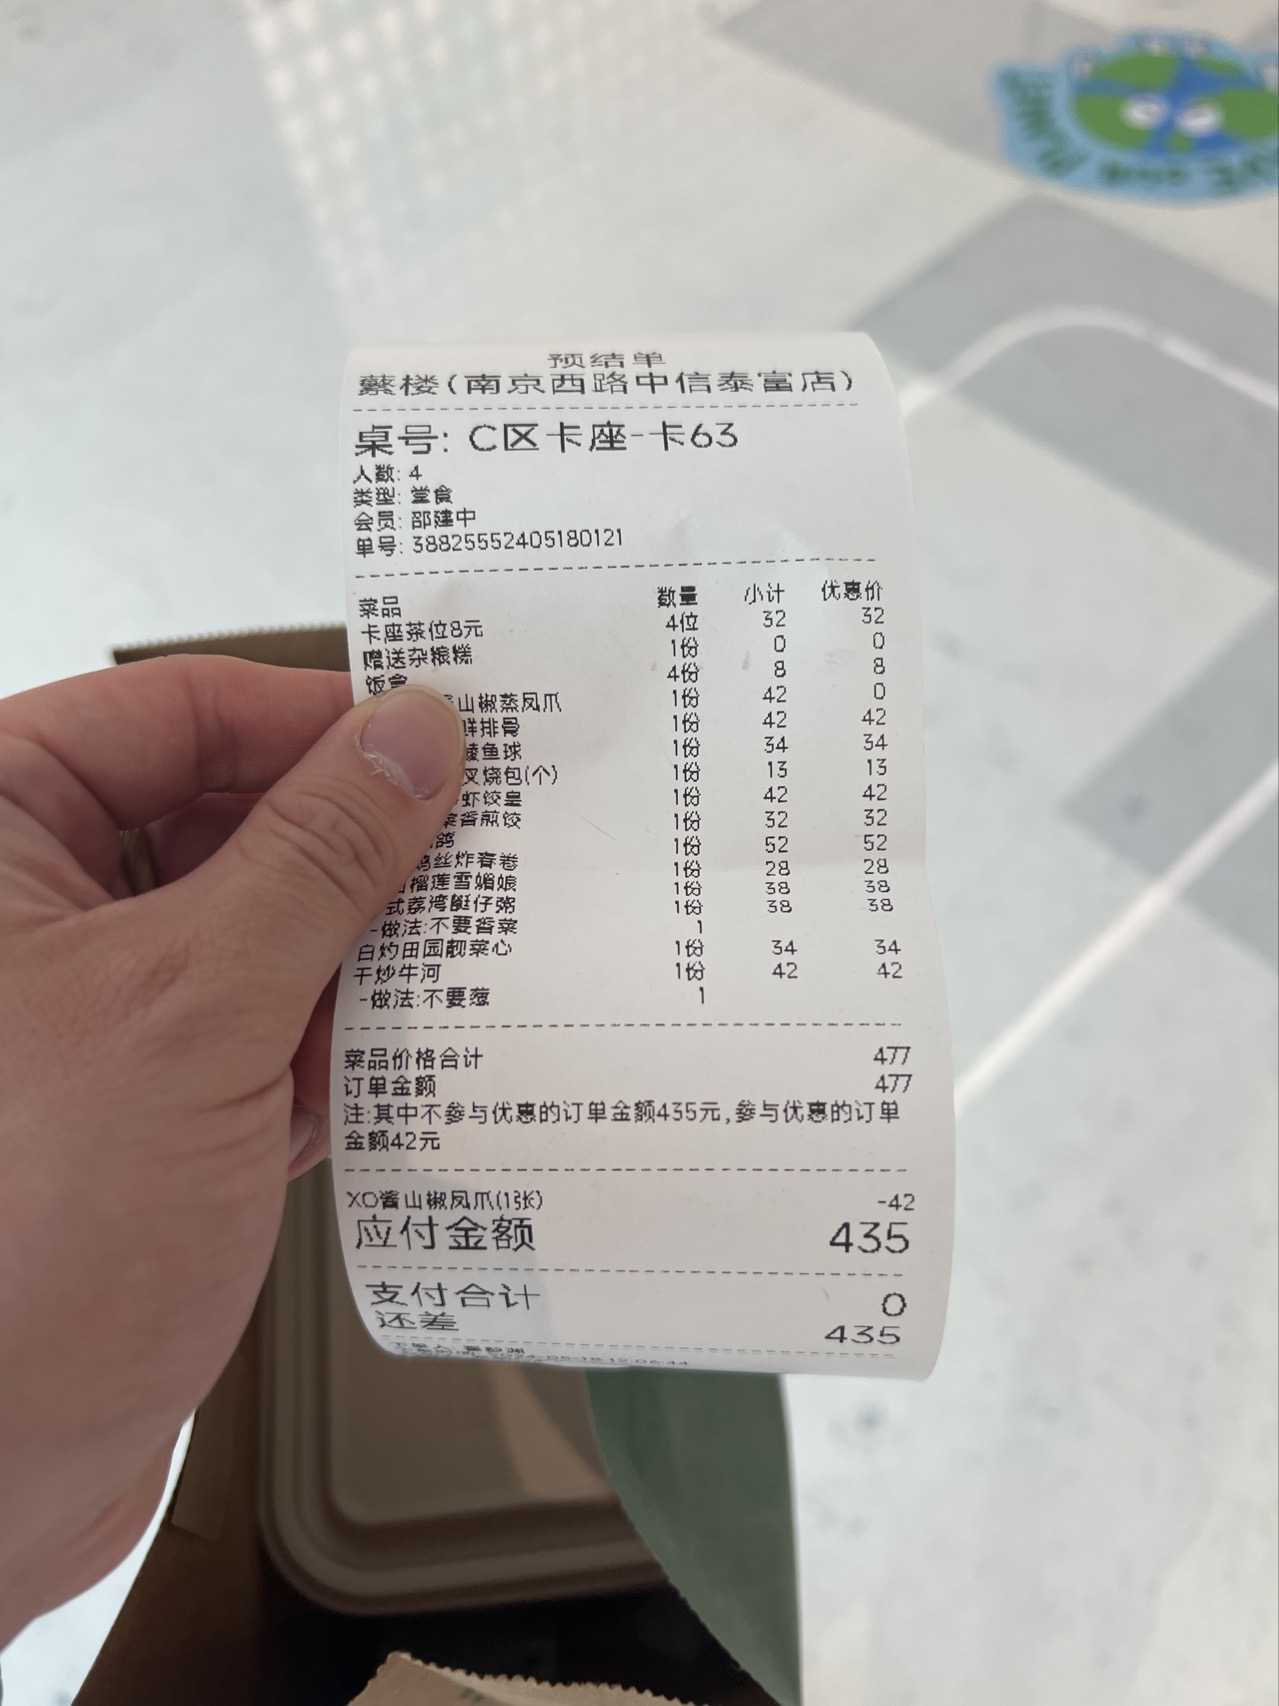 预结单
蘩楼(南京西路中信泰富店)
桌号: C区卡座-卡63
人数: 4
类型: 堂食
会员: 邵建中
单号: 38825552405180121
菜品 数量 小计 优惠价
卡座茶位8元 4位 32 32
赠送杂粮糕 1份 0 0
饭盒 4份 8 8
山椒蒸凤爪 1份 42 0
排骨 1份 42 42
鱼球 1份 34 34
叉烧包(个) 1份 13 13
虾饺皇 1份 42 42
香煎饺 1份 32 32
鸽 1份 52 52
丝炸春卷 1份 28 28
榴莲雪媚娘 1份 38 38
式荔湾艇仔粥 1份 38 38
-做法:不要香菜 1
白灼田园靓菜心 1份 34 34
干炒牛河 1份 42 42
-做法:不要葱 1
菜品价格合计 477
订单金额 477
注:其中不参与优惠的订单金额435元,参与优惠的订单
金额42元
XO酱山椒凤爪(1张) -42
应付金额 435
支付合计 0
还差 435